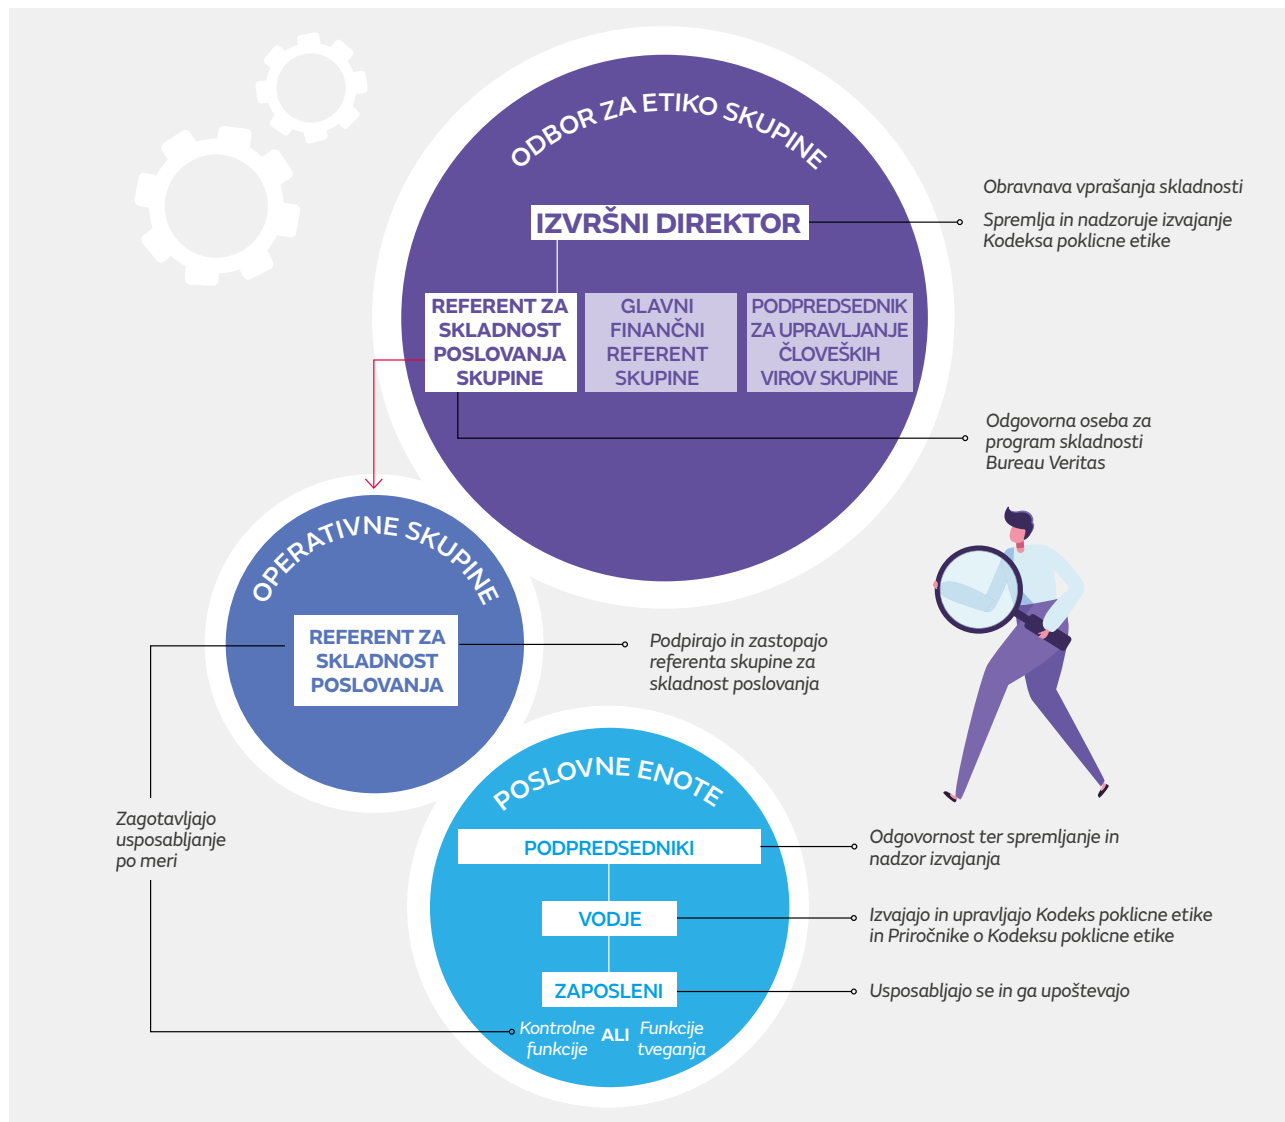 ODBOR ZA ETIKO SKUPINE
IZVRŠNI DIREKTOR
Obravnava vprašanja skladnosti
Spremlja in nadzoruje izvajanje
Kodeksa poklicne etike
REFERENT ZA
SKLADNOST
POSLOVANJA
SKUPINE
GLAVNI
FINANČNI
REFERENT
SKUPINE
PODPREDSEDNIK
ZA UPRAVLJANJE
ČLOVEŠKIH
VIROV SKUPINE
Odgovorna oseba za
program skladnosti
Bureau Veritas
OPERATIVNE SKUPINE
REFERENT ZA
SKLADNOST
POSLOVANJA
Podpirajo in zastopajo
referenta skupine za
skladnost poslovanja
Zagotavljajo
usposabljanje
po meri
POSLOVNE ENOTE
PODPREDSEDNIKI
Odgovornost ter spremljanje in
nadzor izvajanja
VODJE
Izvajajo in upravljajo Kodeks poklicne etike
in Priročnike o Kodeksu poklicne etike
ZAPOSLENI
Usposabljajo se in ga upoštevajo
Kontrolne
funkcije
ALI
Funkcije
tveganja